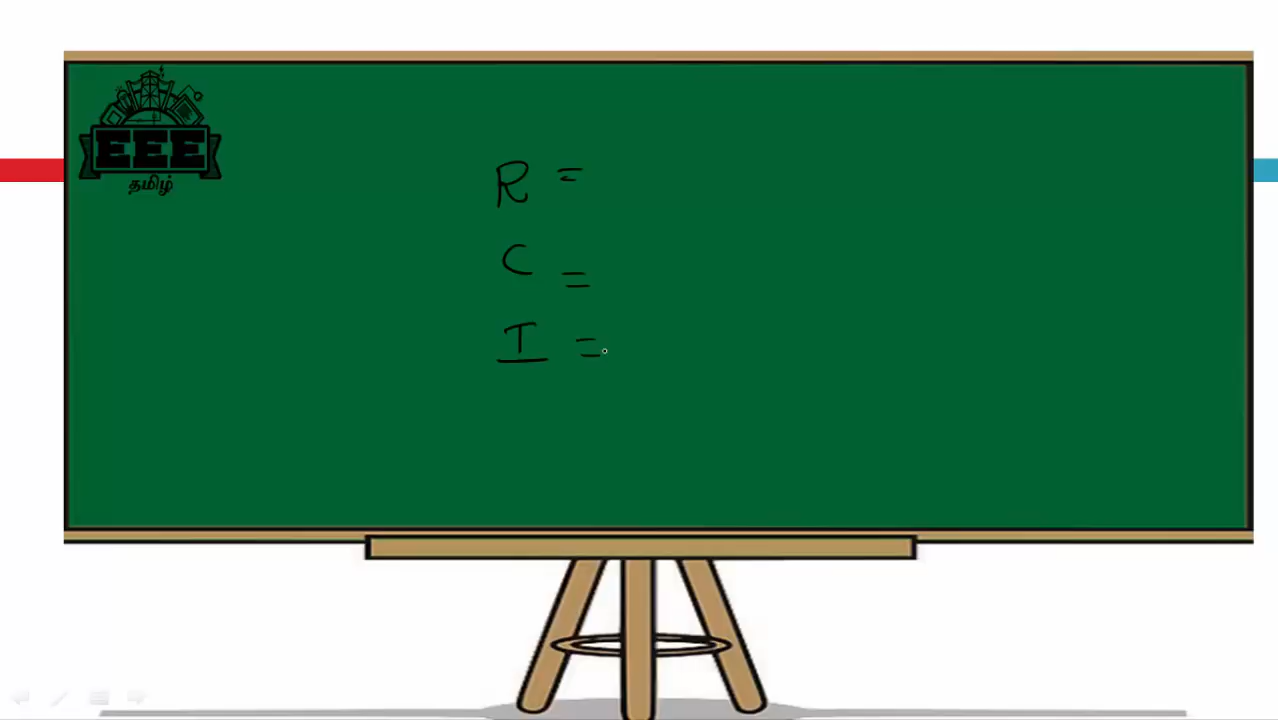 EEE
தமிழ்
R =
C =
I =